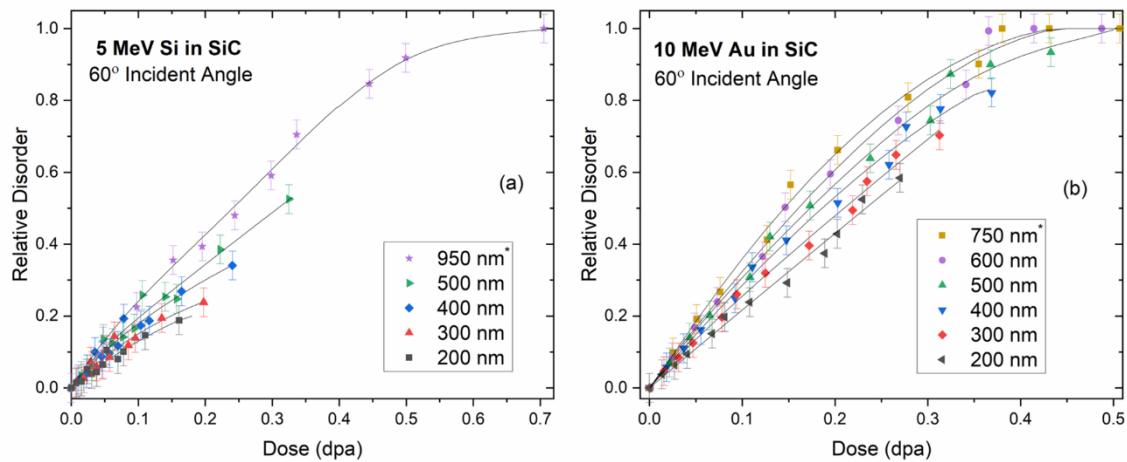 5 MeV Si in SiC
60° Incident Angle
(a)
950 nm*
500 nm
400 nm
300 nm
200 nm
Relative Disorder
1.0
0.8
0.6
0.4
0.2
0.0
0.0 0.1 0.2 0.3 0.4 0.5 0.6 0.7
Dose (dpa)
10 MeV Au in SiC
60° Incident Angle
(b)
750 nm*
600 nm
500 nm
400 nm
300 nm
200 nm
Relative Disorder
1.0
0.8
0.6
0.4
0.2
0.0
0.0 0.1 0.2 0.3 0.4 0.5
Dose (dpa)